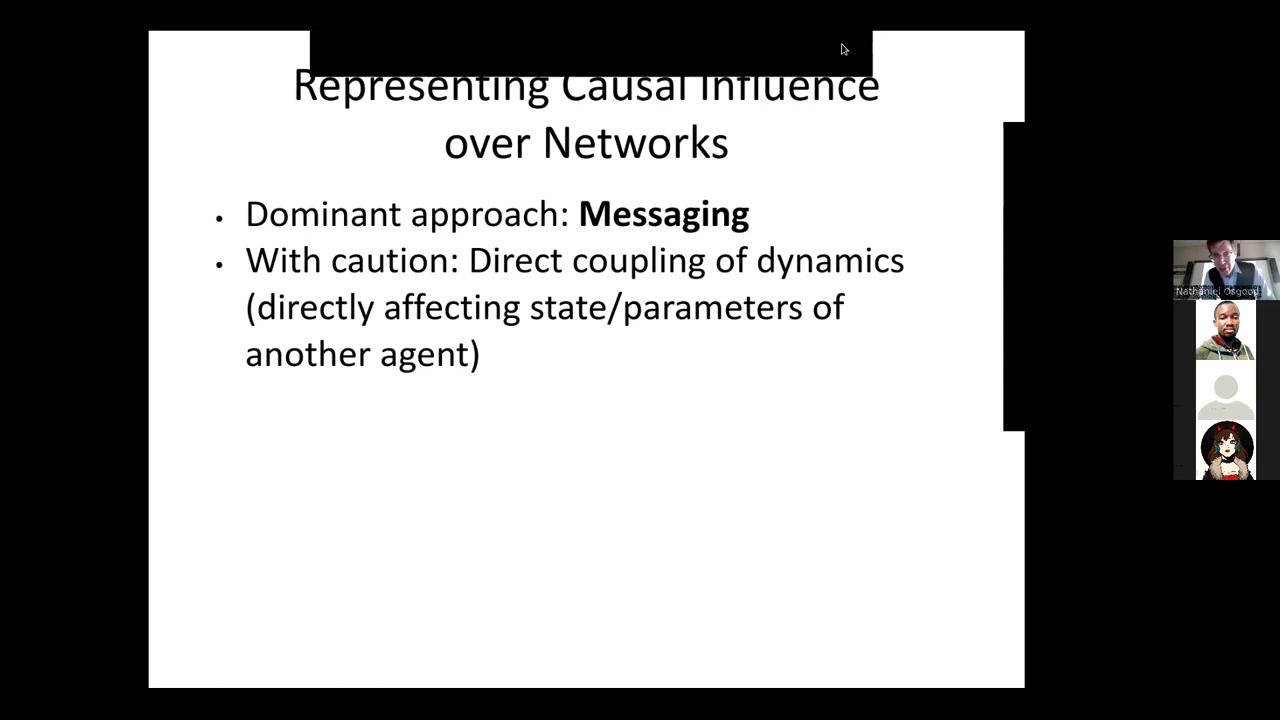 Representing Causal Influence
over Networks
• Dominant approach: Messaging
• With caution: Direct coupling of dynamics
(directly affecting state/parameters of
another agent)
Nathaniel Osgood